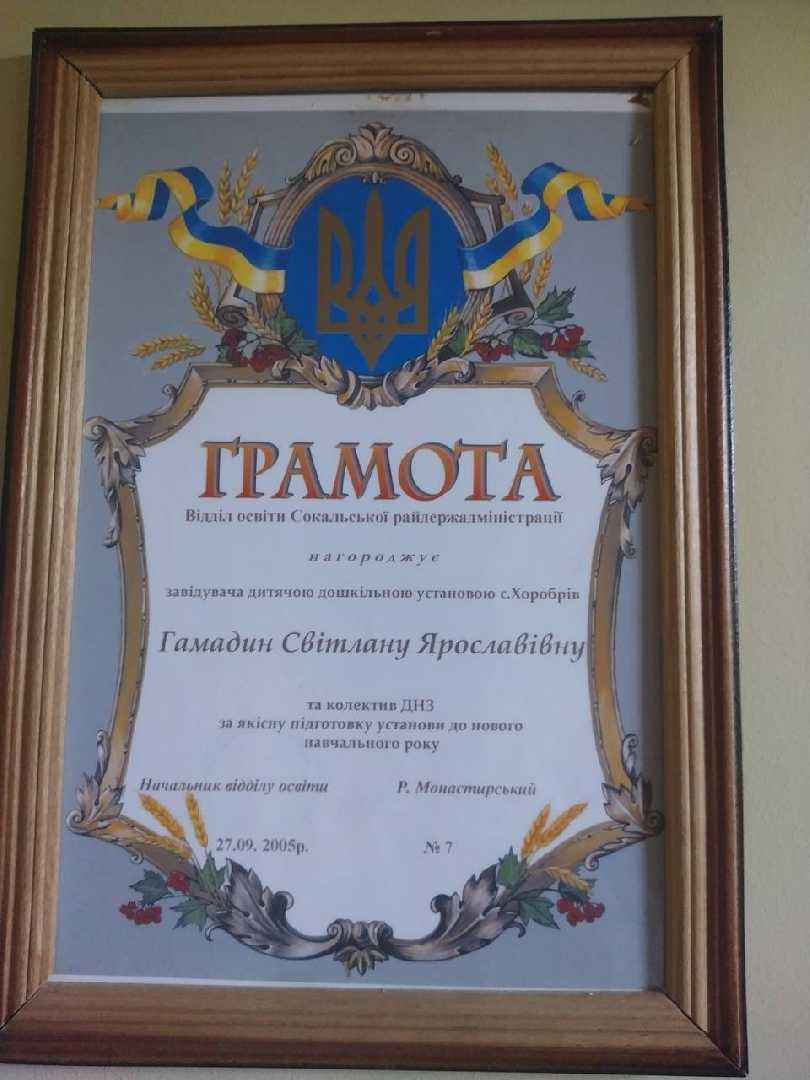 ГРАМОТА
Відділ освіти Сокальської райдержадміністрації
нагороджує
завідувача дитячою дошкільною установою с.Хоробрів
Гамадин Світлану Ярославівну
та колектив ДНЗ
за якісну підготовку установи до нового
навчального року
Начальник відділу освіти Р. Монастирський
27.09. 2005р. № 7